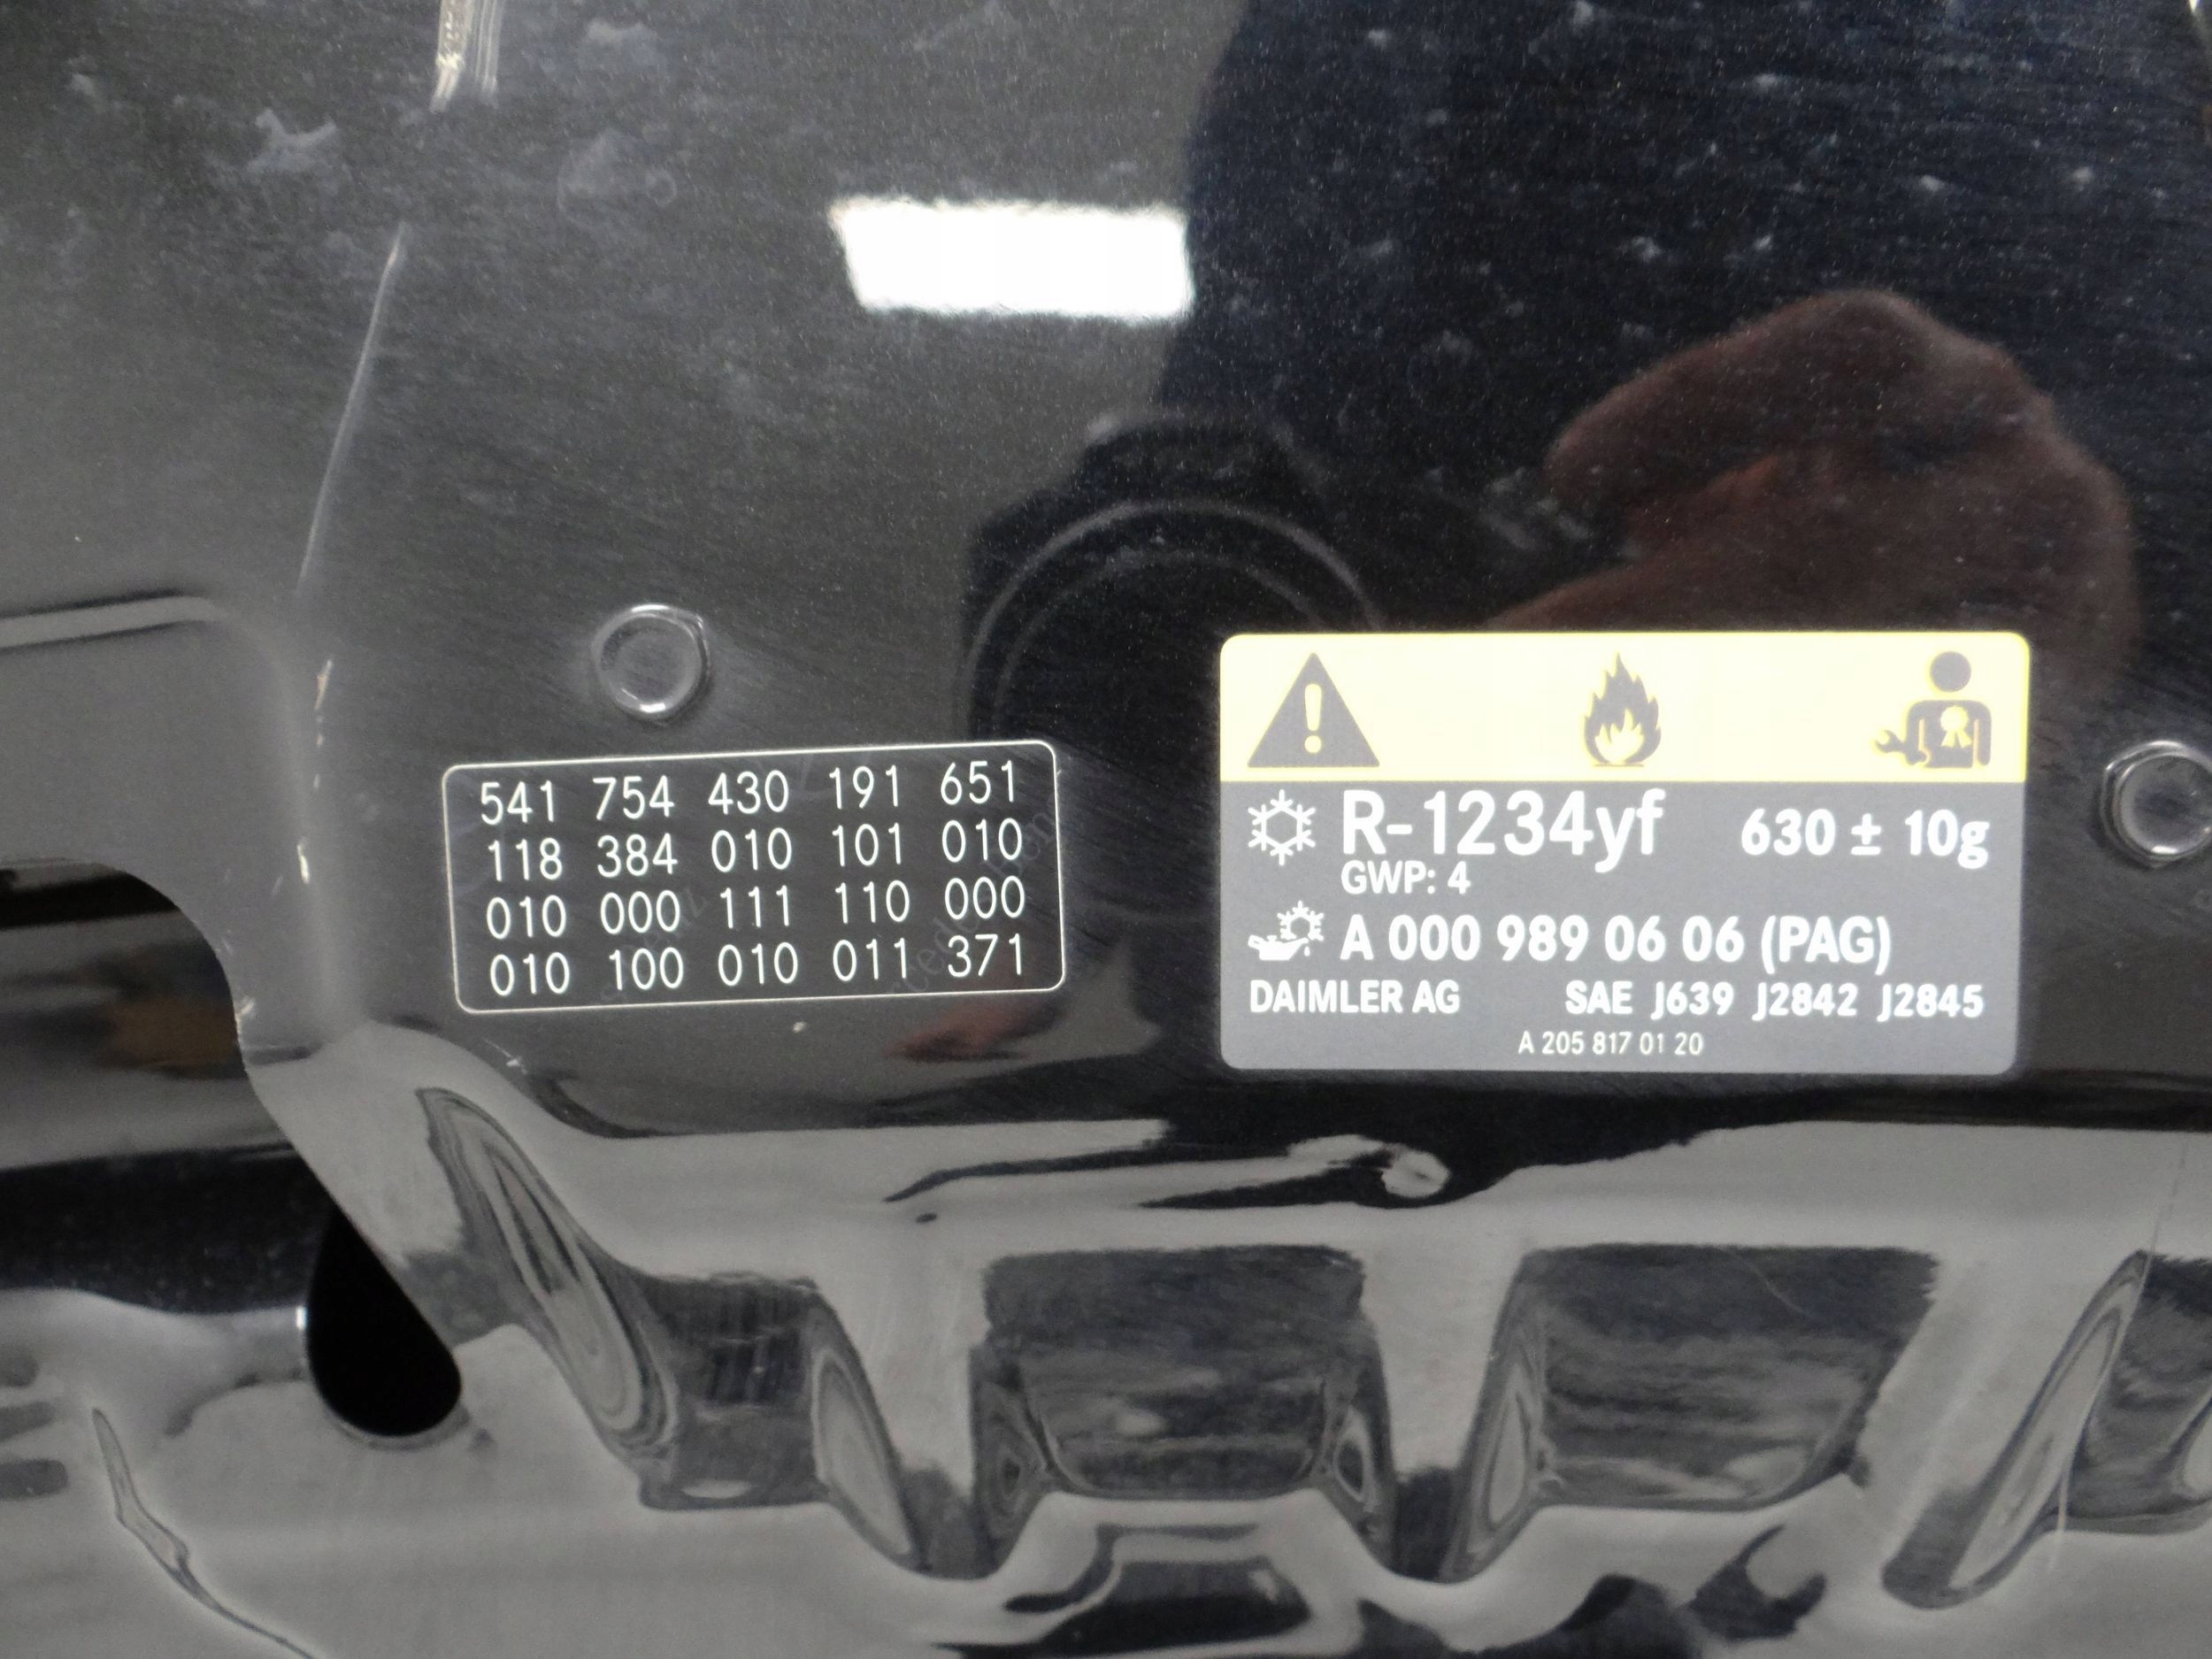 541 754 430 191 651
118 384 010 101 010
010 000 111 110 000
010 100 010 011 371
R-1234yf 630 ± 10g
GWP: 4
A 000 989 06 06 (PAG)
DAIMLER AG SAE J639 J2842 J2845
A 205 817 01 20